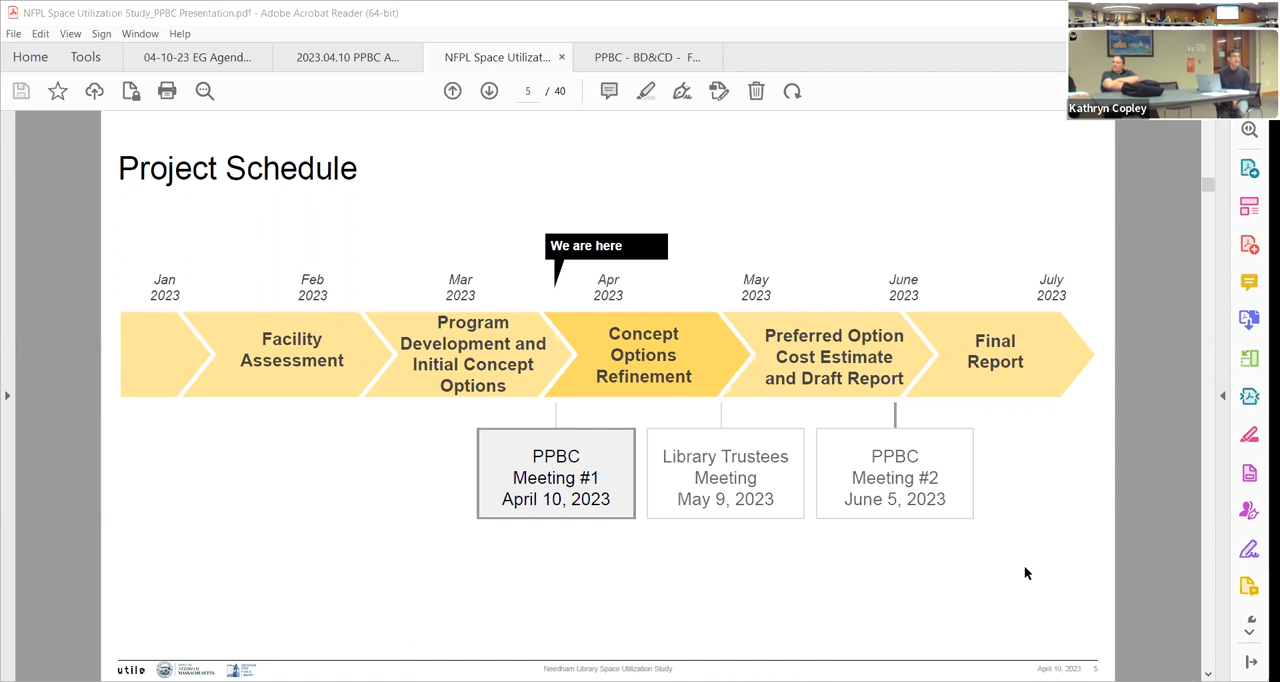 NFPL Space Utilization Study_PPBC Presentation.pdf - Adobe Acrobat Reader (64-bit)
File Edit View Sign Window Help
Home Tools 04-10-23 EG Agend... 2023.04.10 PPBC A... NFPL Space Utilizat... × PPBC - BD&CD - F...
5 / 40
Kathryn Copley
Project Schedule
We are here
Jan 2023
Feb 2023
Mar 2023
Apr 2023
May 2023
June 2023
July 2023
Facility
Assessment
Program
Development and
Initial Concept
Options
Concept
Options
Refinement
Preferred Option
Cost Estimate
and Draft Report
Final
Report
PPBC
Meeting #1
April 10, 2023
Library Trustees
Meeting
May 9, 2023
PPBC
Meeting #2
June 5, 2023
utile
Needham Library Space Utilization Study
April 10, 2023 5